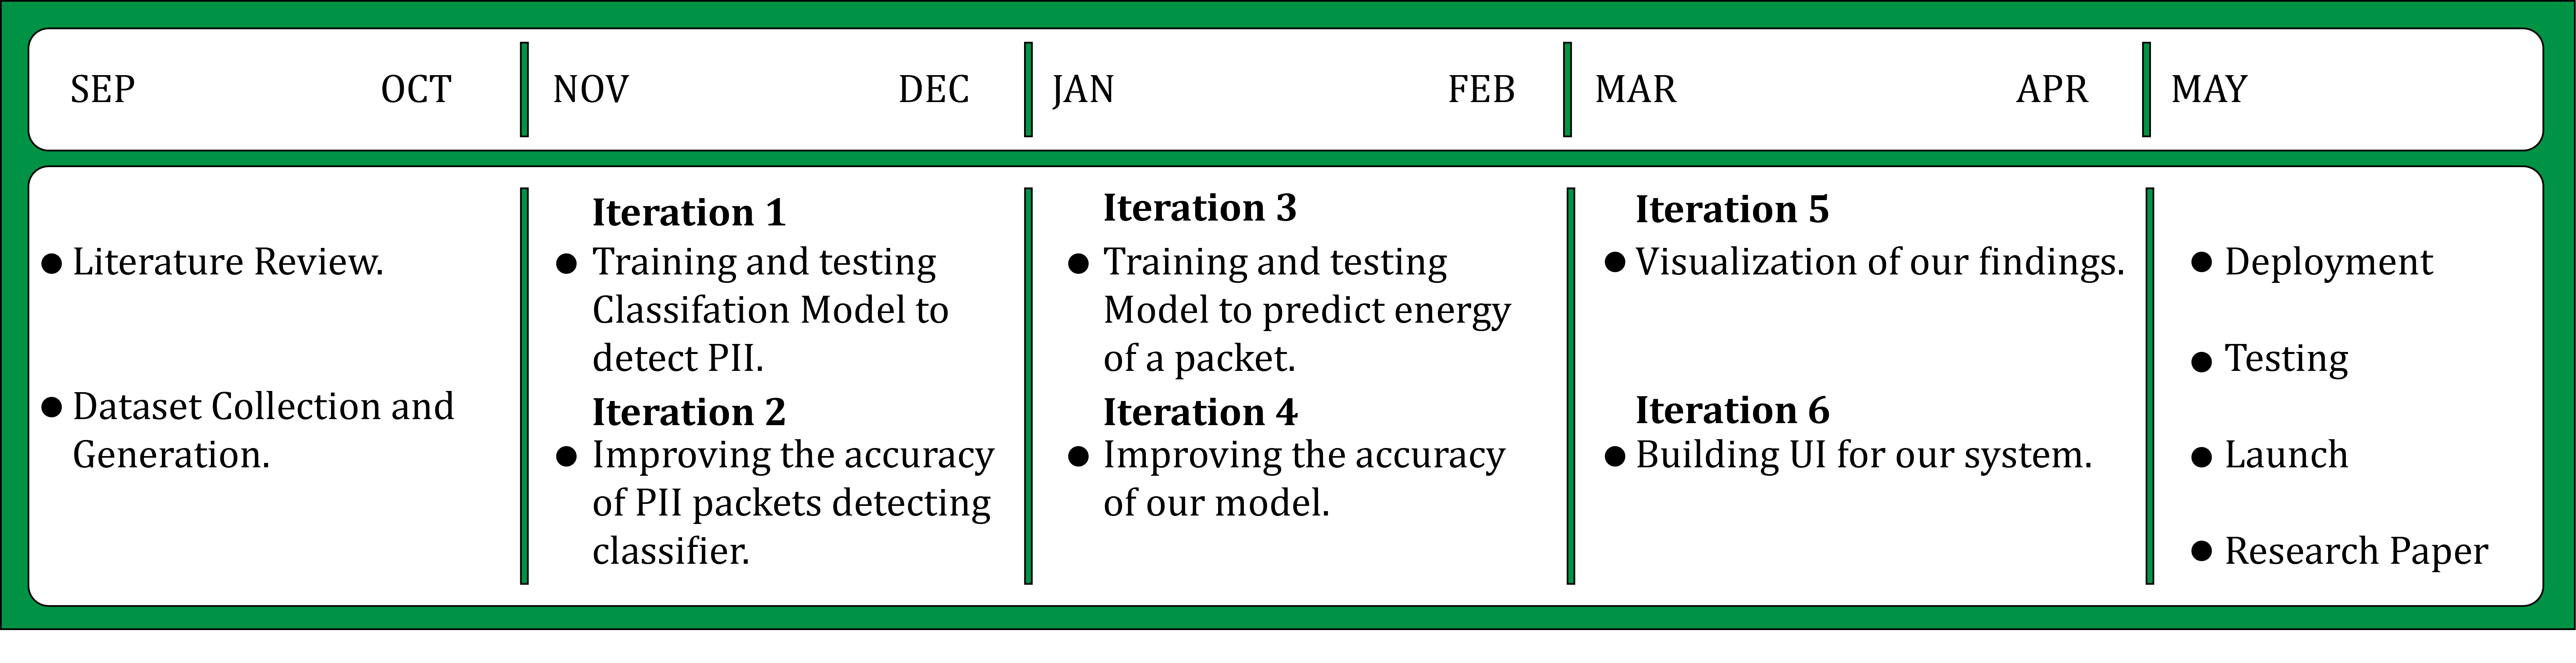 SEP OCT NOV DEC JAN FEB MAR APR MAY
Literature Review.
Dataset Collection and
Generation.
Iteration 1
Training and testing
Classifation Model to
detect PII.
Iteration 2
Improving the accuracy
of PII packets detecting
classifier.
Iteration 3
Training and testing
Model to predict energy
of a packet.
Iteration 4
Improving the accuracy
of our model.
Iteration 5
Visualization of our findings.
Iteration 6
Building UI for our system.
Deployment
Testing
Launch
Research Paper